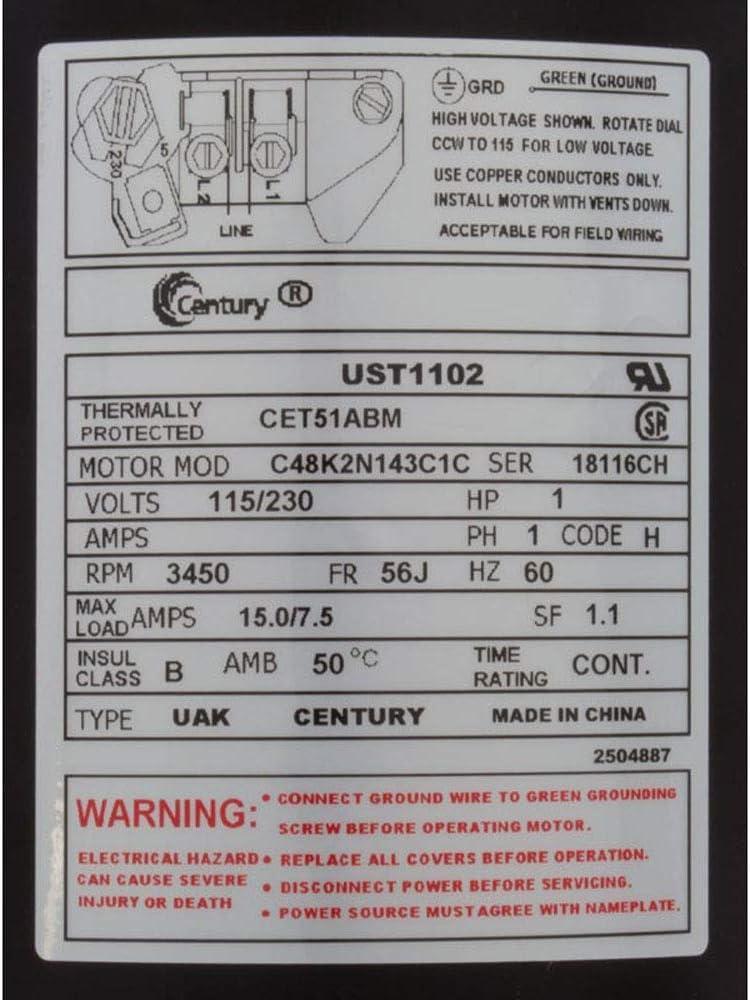 GRD GREEN (GROUND)
HIGH VOLTAGE SHOWN. ROTATE DIAL
CCW TO 115 FOR LOW VOLTAGE
USE COPPER CONDUCTORS ONLY.
INSTALL MOTOR WITH VENTS DOWN.
ACCEPTABLE FOR FIELD WIRING
230
5
L2 L1
LINE
Century ®
UST1102
THERMALLY
PROTECTED CET51ABM
MOTOR MOD C48K2N143C1C SER 18116CH
VOLTS 115/230 HP 1
AMPS PH 1 CODE H
RPM 3450 FR 56J HZ 60
MAX
LOAD AMPS 15.0/7.5 SF 1.1
INSUL
CLASS B AMB 50 °C TIME
RATING CONT.
TYPE UAK CENTURY MADE IN CHINA
2504887
WARNING:
ELECTRICAL HAZARD
CAN CAUSE SEVERE
INJURY OR DEATH
• CONNECT GROUND WIRE TO GREEN GROUNDING
SCREW BEFORE OPERATING MOTOR.
• REPLACE ALL COVERS BEFORE OPERATION.
• DISCONNECT POWER BEFORE SERVICING.
• POWER SOURCE MUST AGREE WITH NAMEPLATE.